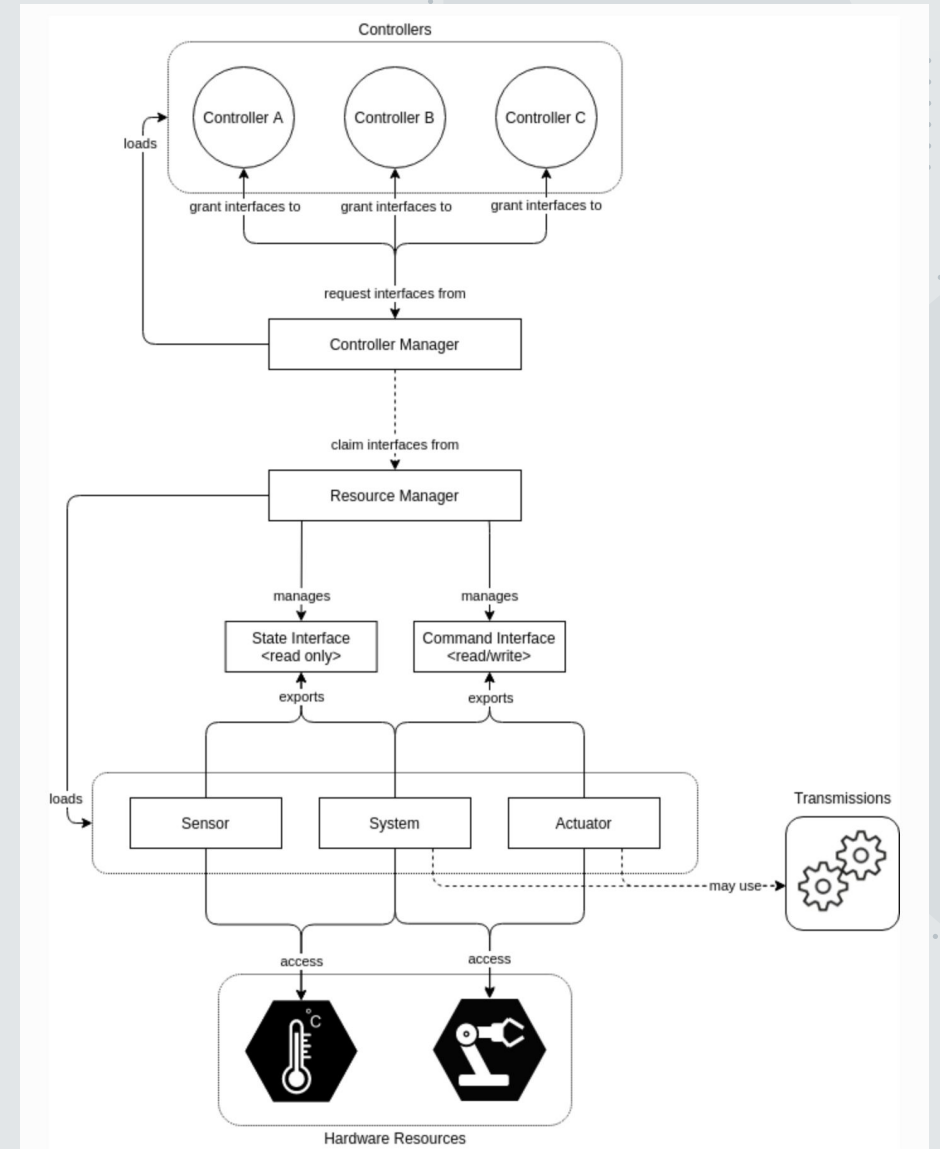 Controllers
Controller A
Controller B
Controller C
loads
grant interfaces to
grant interfaces to
grant interfaces to
request interfaces from
Controller Manager
claim interfaces from
Resource Manager
manages
manages
State Interface
<read only>
Command Interface
<read/write>
exports
exports
loads
Sensor
System
Actuator
Transmissions
may use
access
access
°C
Hardware Resources